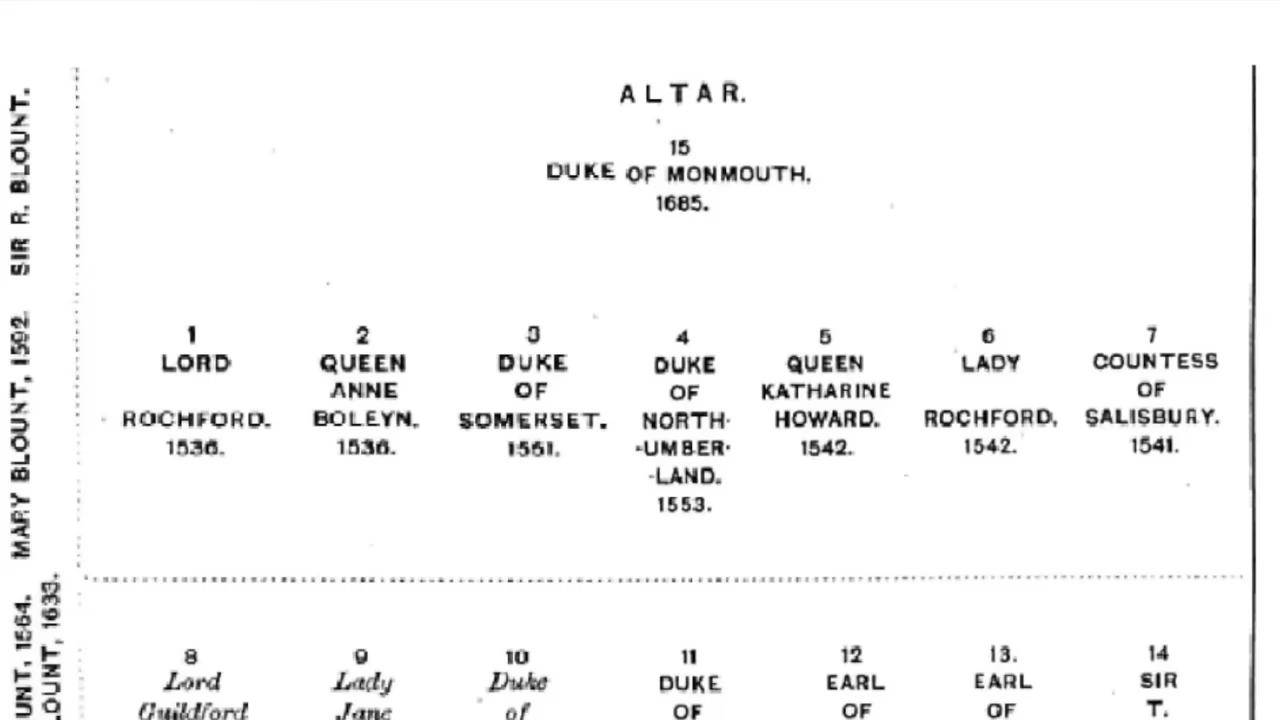 ALTAR.
15
DUKE OF MONMOUTH.
1685.
1
LORD
ROCHFORD.
1536.
2
QUEEN
ANNE
BOLEYN.
1536.
3
DUKE
OF
SOMERSET.
1551.
4
DUKE
OF
NORTH-
-UMBER-
-LAND.
1553.
5
QUEEN
KATHARINE
HOWARD.
1542.
6
LADY
ROCHFORD.
1542.
7
COUNTESS
OF
SALISBURY.
1541.
8
Lord
Guildford
9
Lady
Jane
10
Duke
of
11
DUKE
OF
12
EARL
OF
13.
EARL
OF
14
SIR
T.
1564. MARY BLOUNT, 1592. SIR R. BLOUNT.
1633.